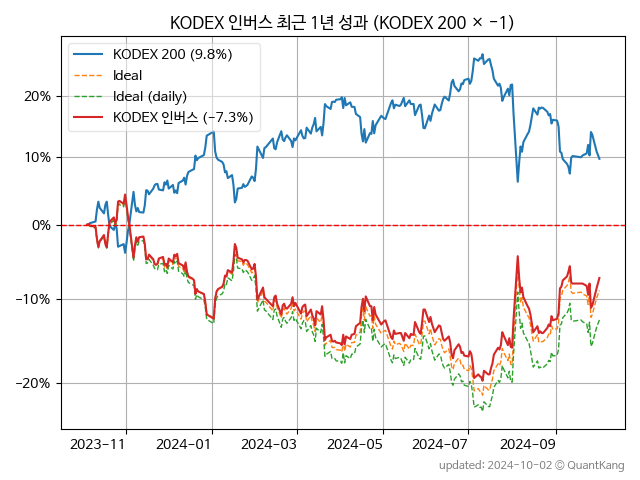 KODEX 인버스 최근 1년 성과 (KODEX 200 × −1)
KODEX 200 (9.8%)
Ideal
Ideal (daily)
KODEX 인버스 (−7.3%)
20%
10%
0%
−10%
−20%
2023−11 2024−01 2024−03 2024−05 2024−07 2024−09
updated: 2024-10-02 © QuantKang